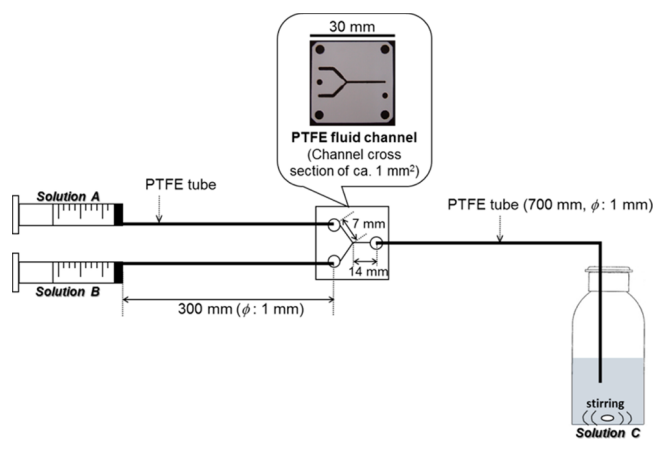 30 mm
PTFE fluid channel
(Channel cross
section of ca. 1 mm²)
Solution A
PTFE tube
PTFE tube (700 mm, ϕ: 1 mm)
7 mm
14 mm
Solution B
300 mm (ϕ: 1 mm)
stirring
Solution C